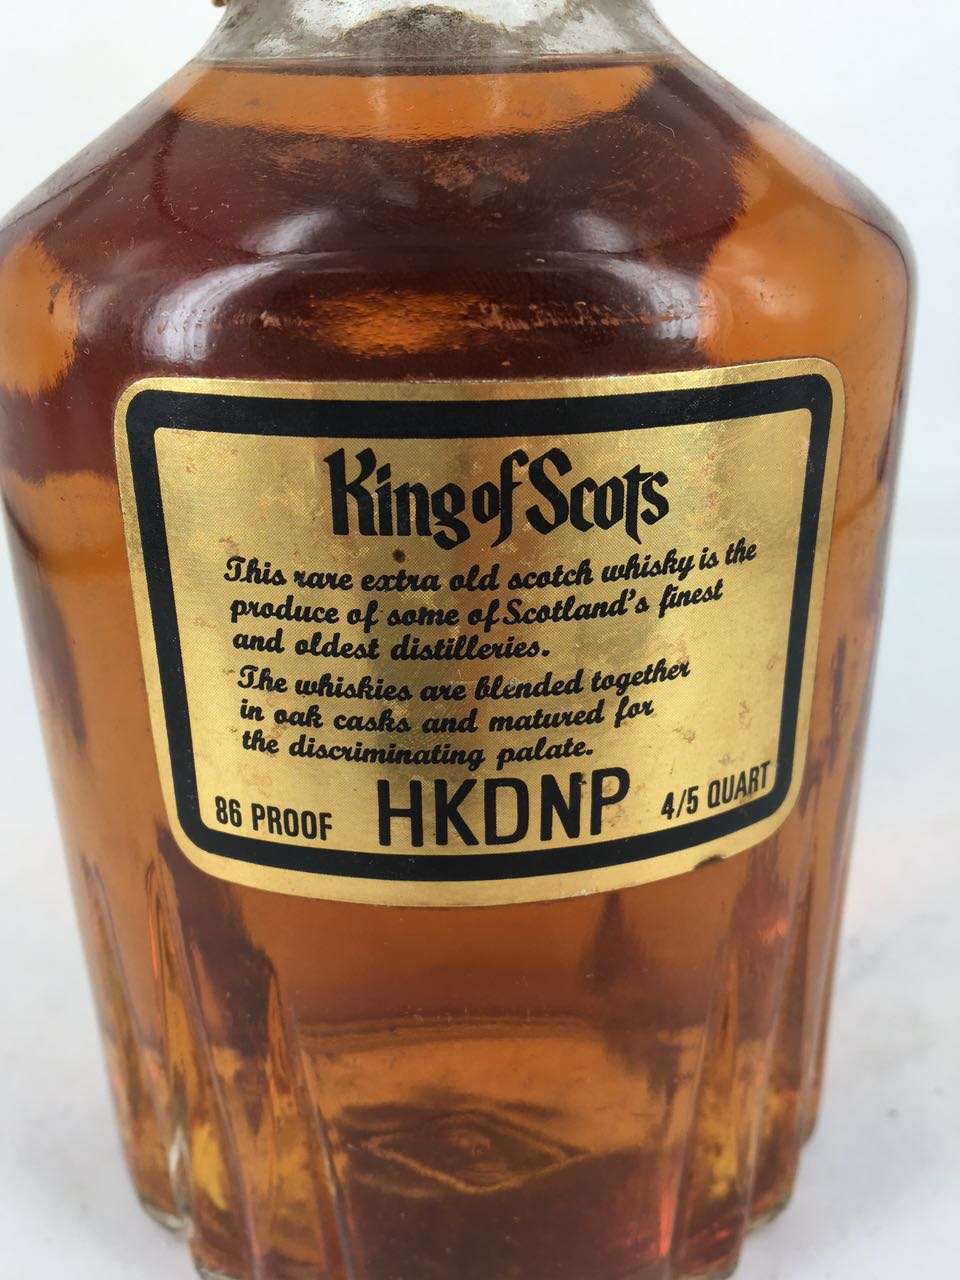 King of Scots
This rare extra old scotch whisky is the
produce of some of Scotland's finest
and oldest distilleries.
The whiskies are blended together
in oak casks and matured for
the discriminating palate.
86 PROOF HKDNP 4/5 QUART